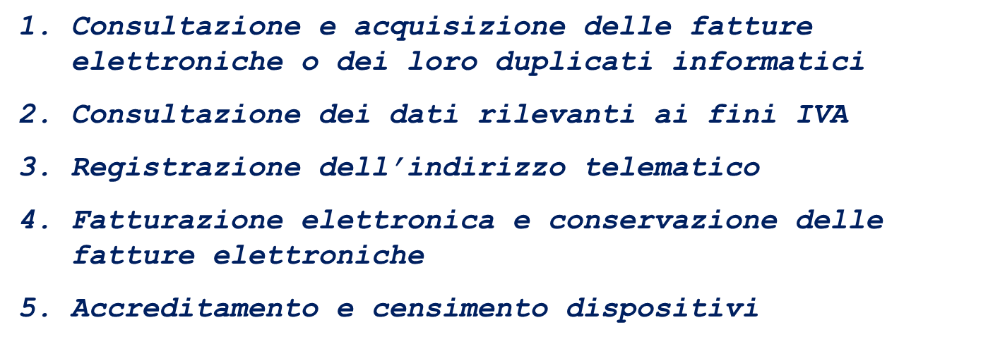 1. Consultazione e acquisizione delle fatture
elettroniche o dei loro duplicati informatici
2. Consultazione dei dati rilevanti ai fini IVA
3. Registrazione dell’indirizzo telematico
4. Fatturazione elettronica e conservazione delle
fatture elettroniche
5. Accreditamento e censimento dispositivi